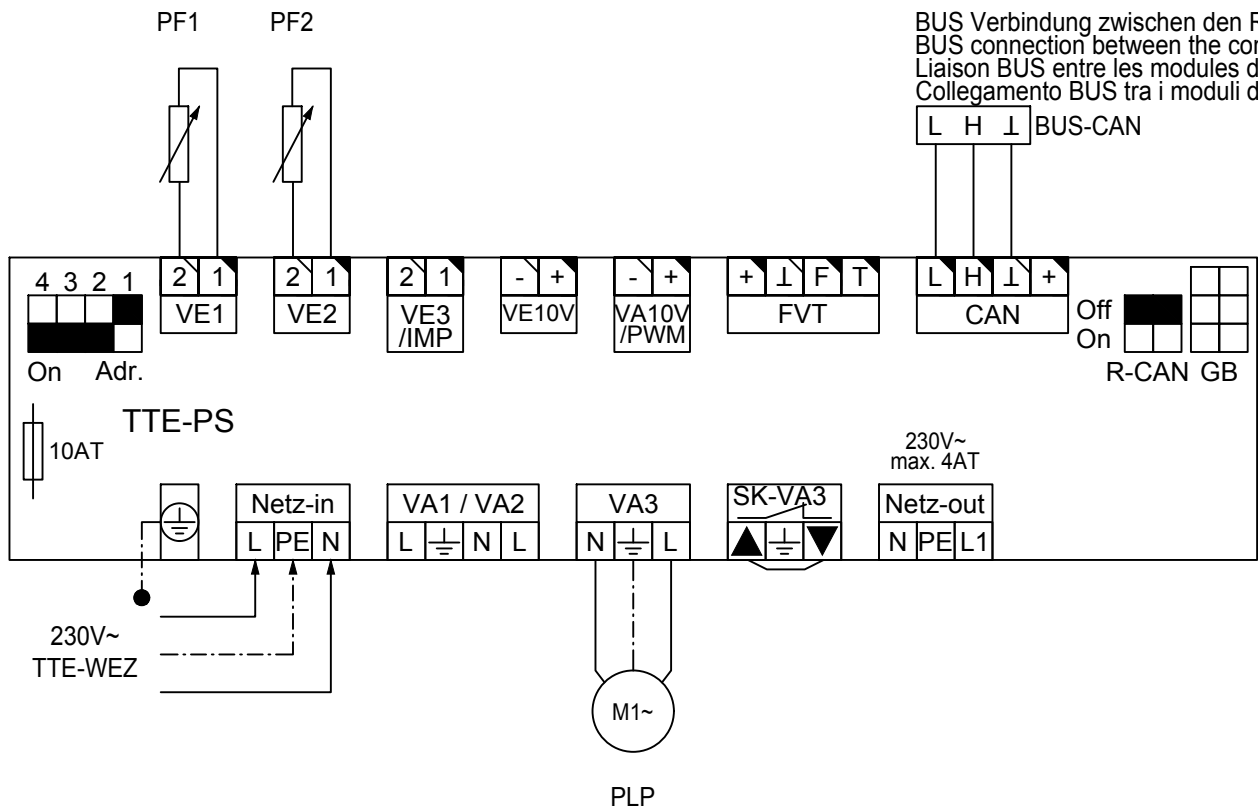 PF1 PF2
BUS Verbindung zwischen den
BUS connection between the
Liaison BUS entre les modules
Collegamento BUS tra i moduli
L H ⊥ BUS-CAN
4 3 2 1
On Adr.
2 1
VE1
2 1
VE2
2 1
VE3
/IMP
- +
VE10V
- +
VA10V
/PWM
+ ⊥ F T
FVT
L H ⊥ +
CAN
Off
On
R-CAN GB
TTE-PS
10AT
230V~
max. 4AT
Netz-in
L PE N
VA1 / VA2
L N L
VA3
N L
SK-VA3
Netz-out
N PE L1
230V~
TTE-WEZ
M1~
PLP